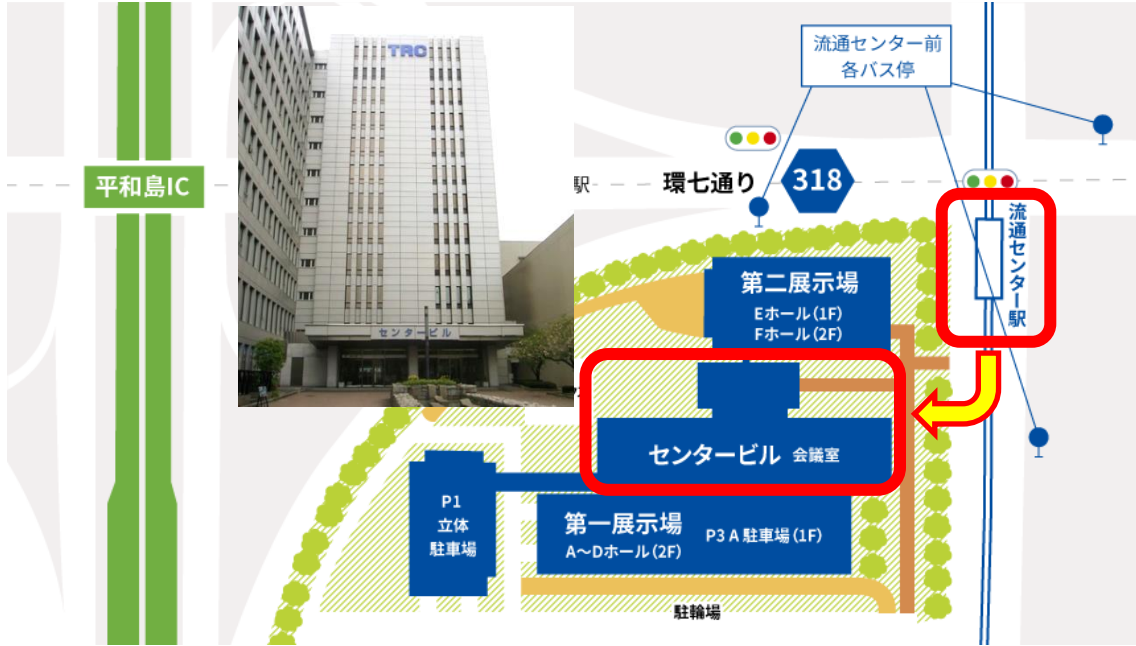 TRC
センタービル
流通センター前
各バス停
平和島IC
駅
環七通り
318
流通センター駅
第二展示場
Eホール(1F)
Fホール(2F)
センタービル 会議室
P1
立体
駐車場
第一展示場
A〜Dホール(2F)
P3 A 駐車場(1F)
駐輪場